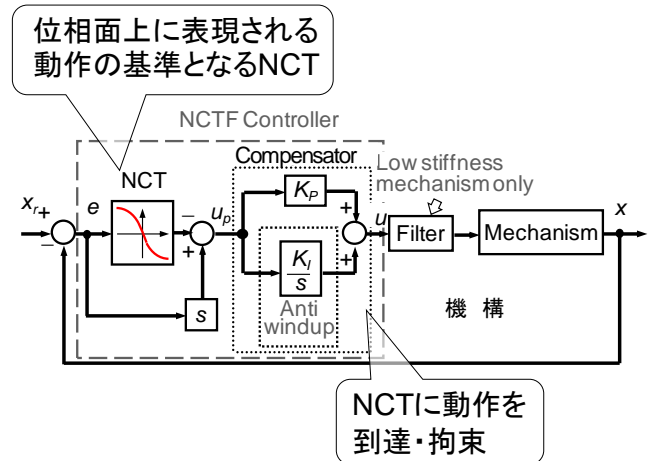 位相面上に表現される
動作の基準となるNCT
NCTF Controller
Compensator
Low stiffness
mechanism only
NCT
x_r
+
−
e
−
+
u_p
K_P
+
+
u
Filter
Mechanism
x
K_I
s
s
Anti
windup
機 構
NCTに動作を
到達・拘束